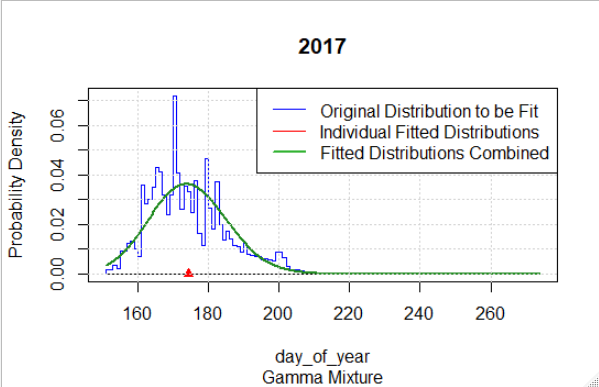 2017
Original Distribution to be Fit
Individual Fitted Distributions
Fitted Distributions Combined
Probability Density
0.06
0.04
0.02
0.00
160 180 200 220 240 260
day_of_year
Gamma Mixture